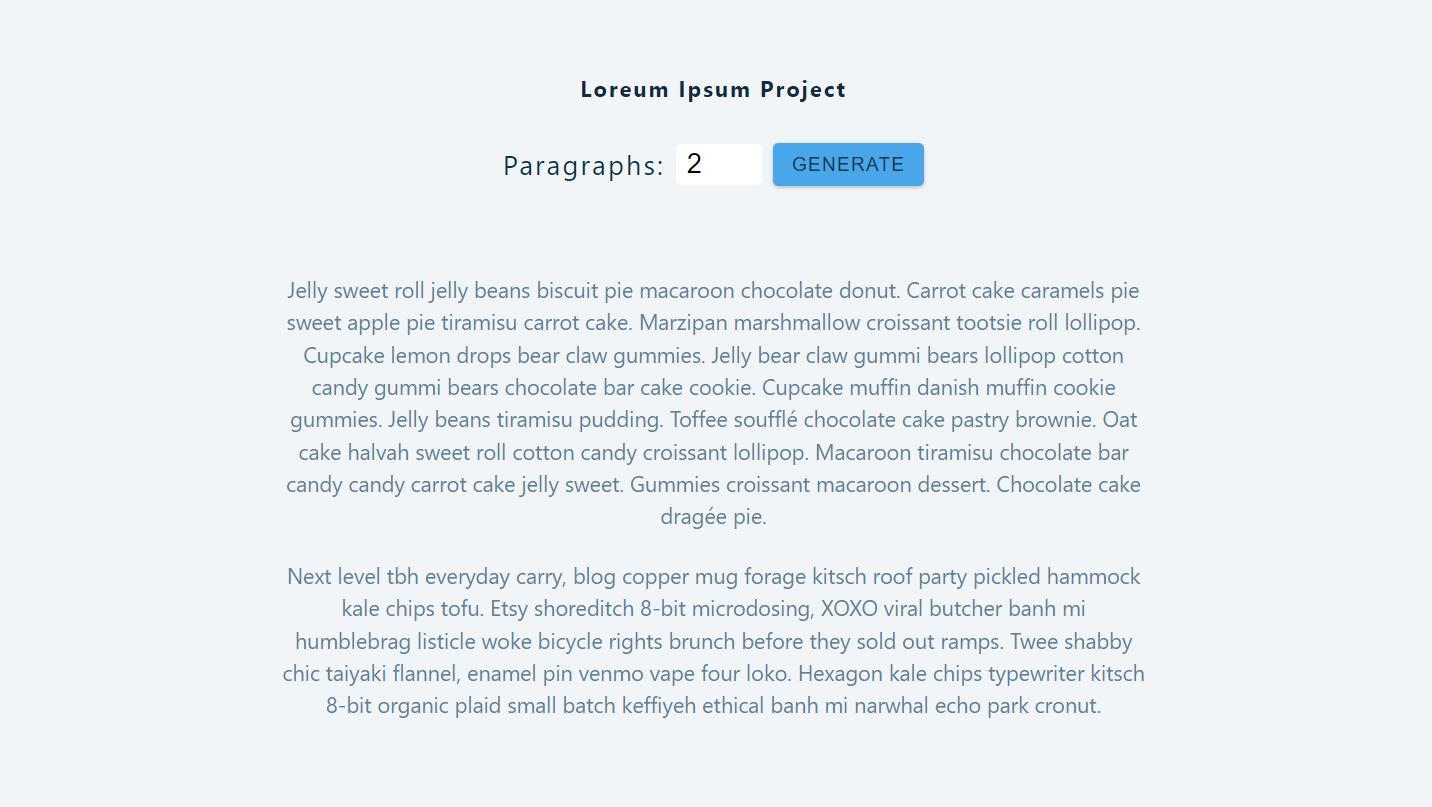 Loreum Ipsum Project
Paragraphs: 2 GENERATE
Jelly sweet roll jelly beans biscuit pie macaroon chocolate donut. Carrot cake caramels pie
sweet apple pie tiramisu carrot cake. Marzipan marshmallow croissant tootsie roll lollipop.
Cupcake lemon drops bear claw gummies. Jelly bear claw gummi bears lollipop cotton
candy gummi bears chocolate bar cake cookie. Cupcake muffin danish muffin cookie
gummies. Jelly beans tiramisu pudding. Toffee soufflé chocolate cake pastry brownie. Oat
cake halvah sweet roll cotton candy croissant lollipop. Macaroon tiramisu chocolate bar
candy candy carrot cake jelly sweet. Gummies croissant macaroon dessert. Chocolate cake
dragée pie.
Next level tbh everyday carry, blog copper mug forage kitsch roof party pickled hammock
kale chips tofu. Etsy shoreditch 8-bit microdosing, XOXO viral butcher banh mi
humblebrag listicle woke bicycle rights brunch before they sold out ramps. Twee shabby
chic taiyaki flannel, enamel pin venmo vape four loko. Hexagon kale chips typewriter kitsch
8-bit organic plaid small batch keffiyeh ethical banh mi narwhal echo park cronut.